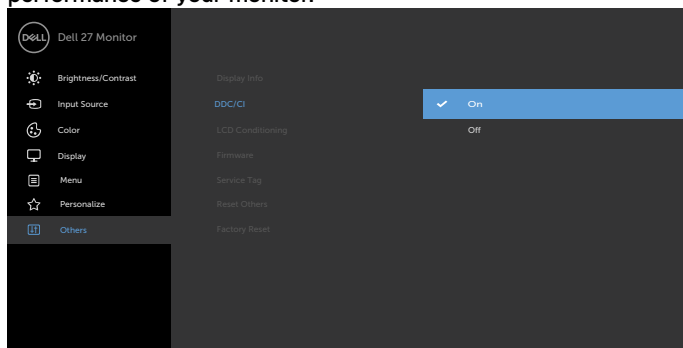 performance of your monitor.
DELL Dell 27 Monitor
Brightness/Contrast Display Info
Input Source DDC/CI On
Color LCD Conditioning Off
Display Firmware
Menu Service Tag
Personalize Reset Others
Others Factory Reset